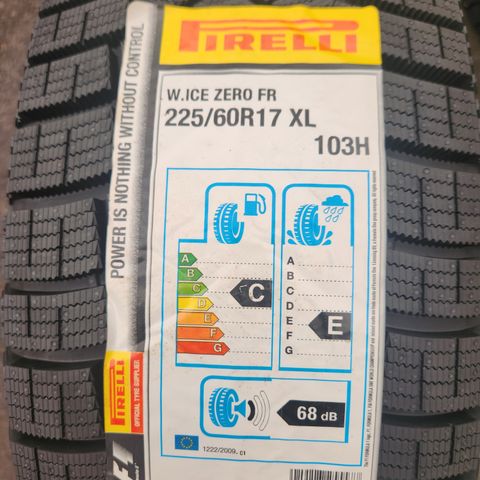 PIRELLI
W.ICE ZERO FR
225/60R17 XL
103H
POWER IS NOTHING WITHOUT CONTROL
A
B
C
D
E
F
G
C
A
B
C
D
E
F
G
E
68 dB
1222/2009. C1
PIRELLI
OFFICIAL TYRE SUPPLIER